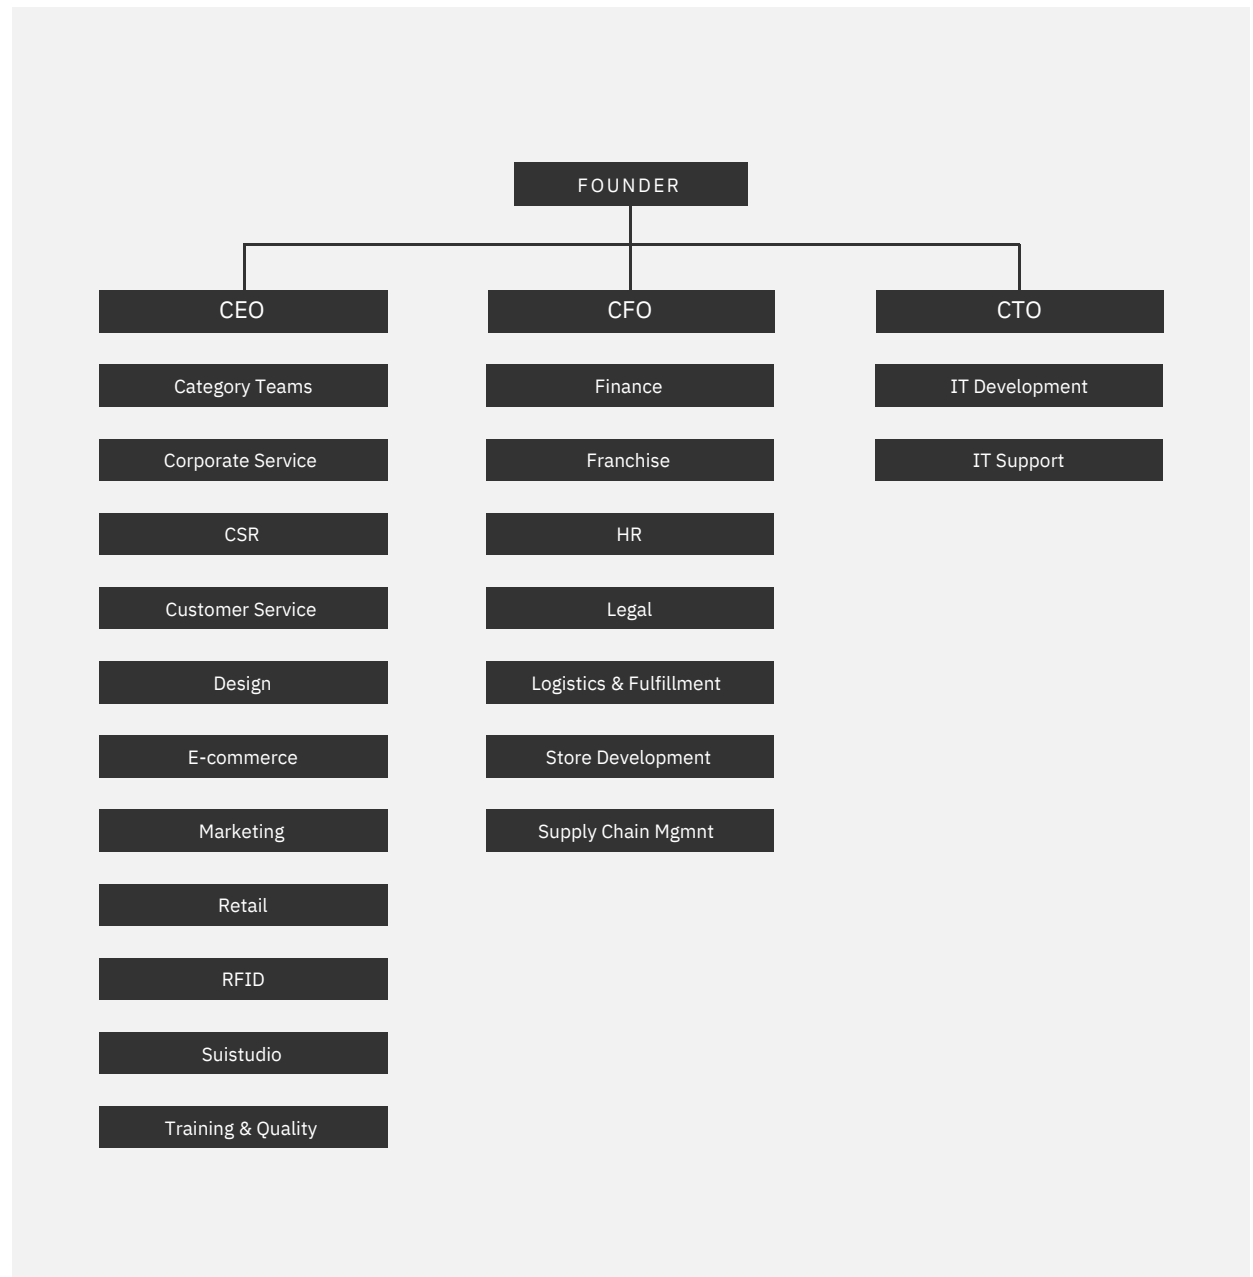 FOUNDER
CEO
CFO
CTO
Category Teams
Finance
IT Development
Corporate Service
Franchise
IT Support
CSR
HR
Customer Service
Legal
Design
Logistics & Fulfillment
E-commerce
Store Development
Marketing
Supply Chain Mgmnt
Retail
RFID
Suistudio
Training & Quality